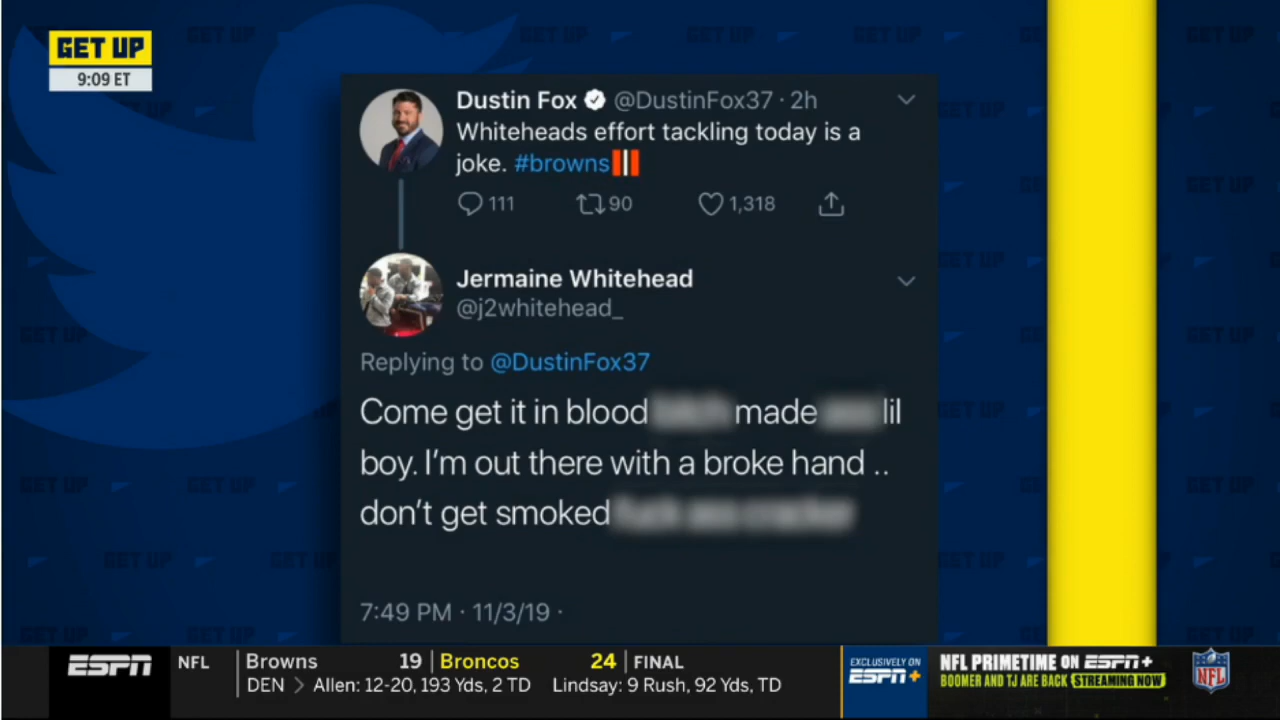 GET UP
9:09 ET
Dustin Fox @DustinFox37 · 2h
Whiteheads effort tackling today is a
joke. #browns
111 90 1,318
Jermaine Whitehead
@j2whitehead_
Replying to @DustinFox37
Come get it in blood made lil
boy. I'm out there with a broke hand ..
don't get smoked
7:49 PM · 11/3/19 ·
ESPN NFL Browns 19 Broncos 24 FINAL
DEN > Allen: 12-20, 193 Yds, 2 TD Lindsay: 9 Rush, 92 Yds, TD
EXCLUSIVELY ON
ESPN+
NFL PRIMETIME ON ESPN+
BOOMER AND TJ ARE BACK STREAMING NOW
NFL